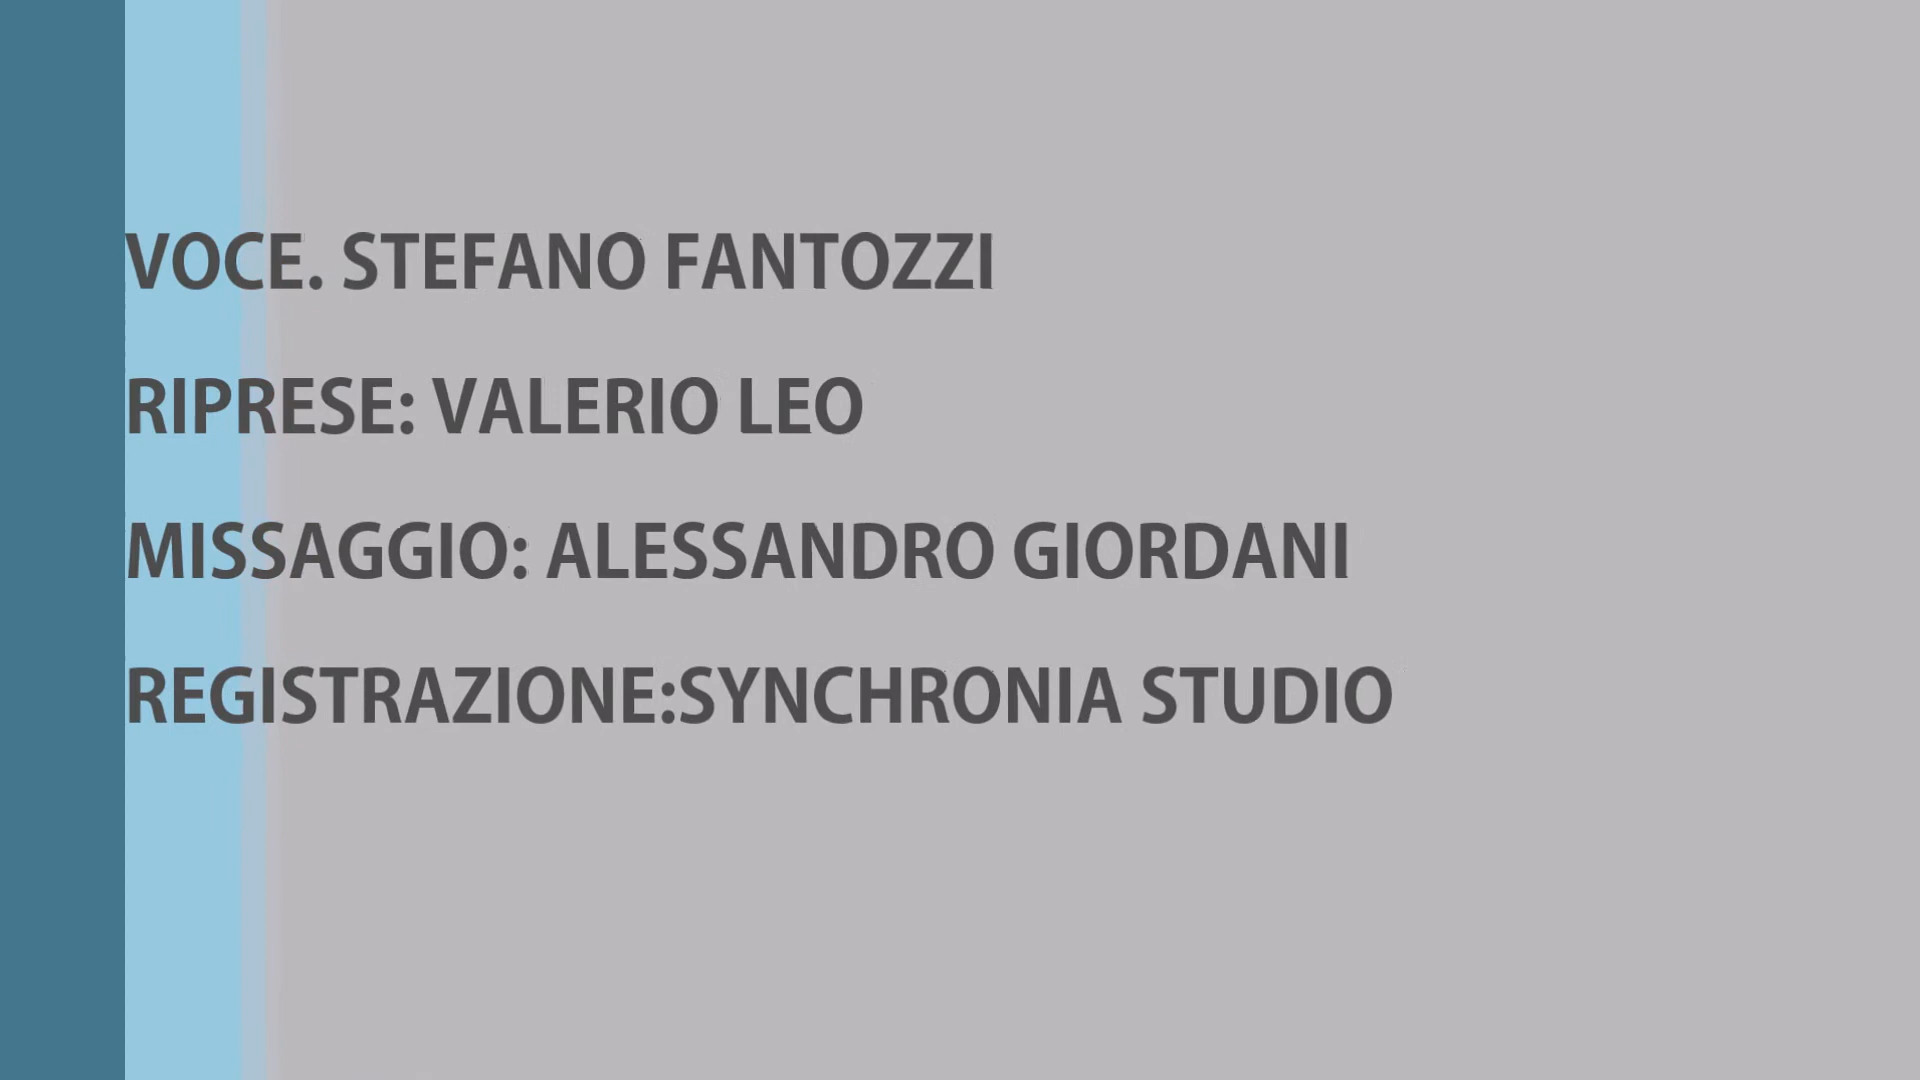 VOCE. STEFANO FANTOZZI
RIPRESE: VALERIO LEO
MISSAGGIO: ALESSANDRO GIORDANI
REGISTRAZIONE:SYNCHRONIA STUDIO